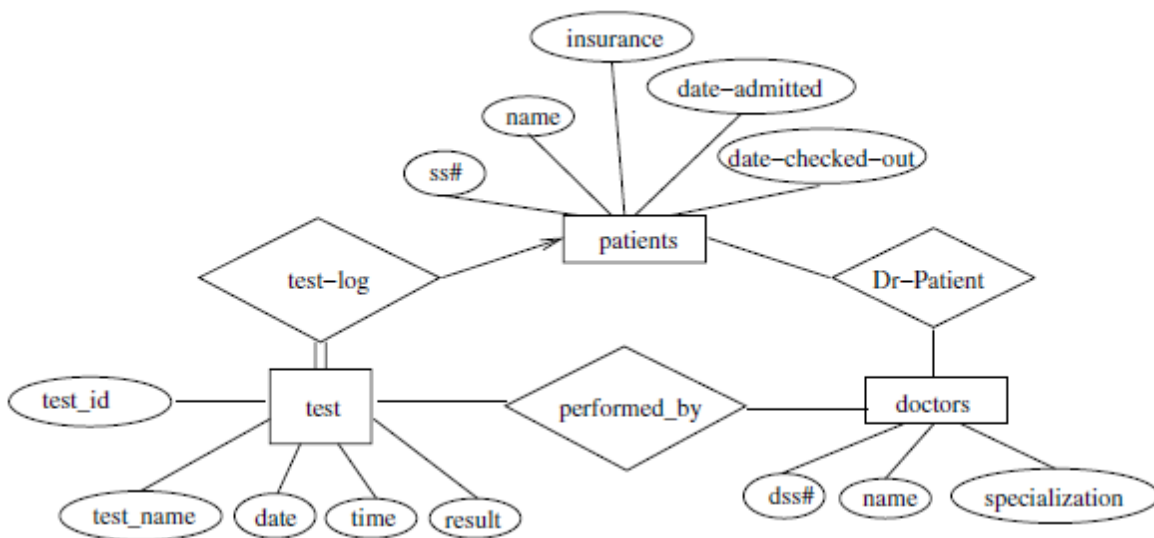 insurance
date-admitted
name
date-checked-out
ss#
patients
test-log
Dr-Patient
test_id
test
performed_by
doctors
test_name
date
time
result
dss#
name
specialization